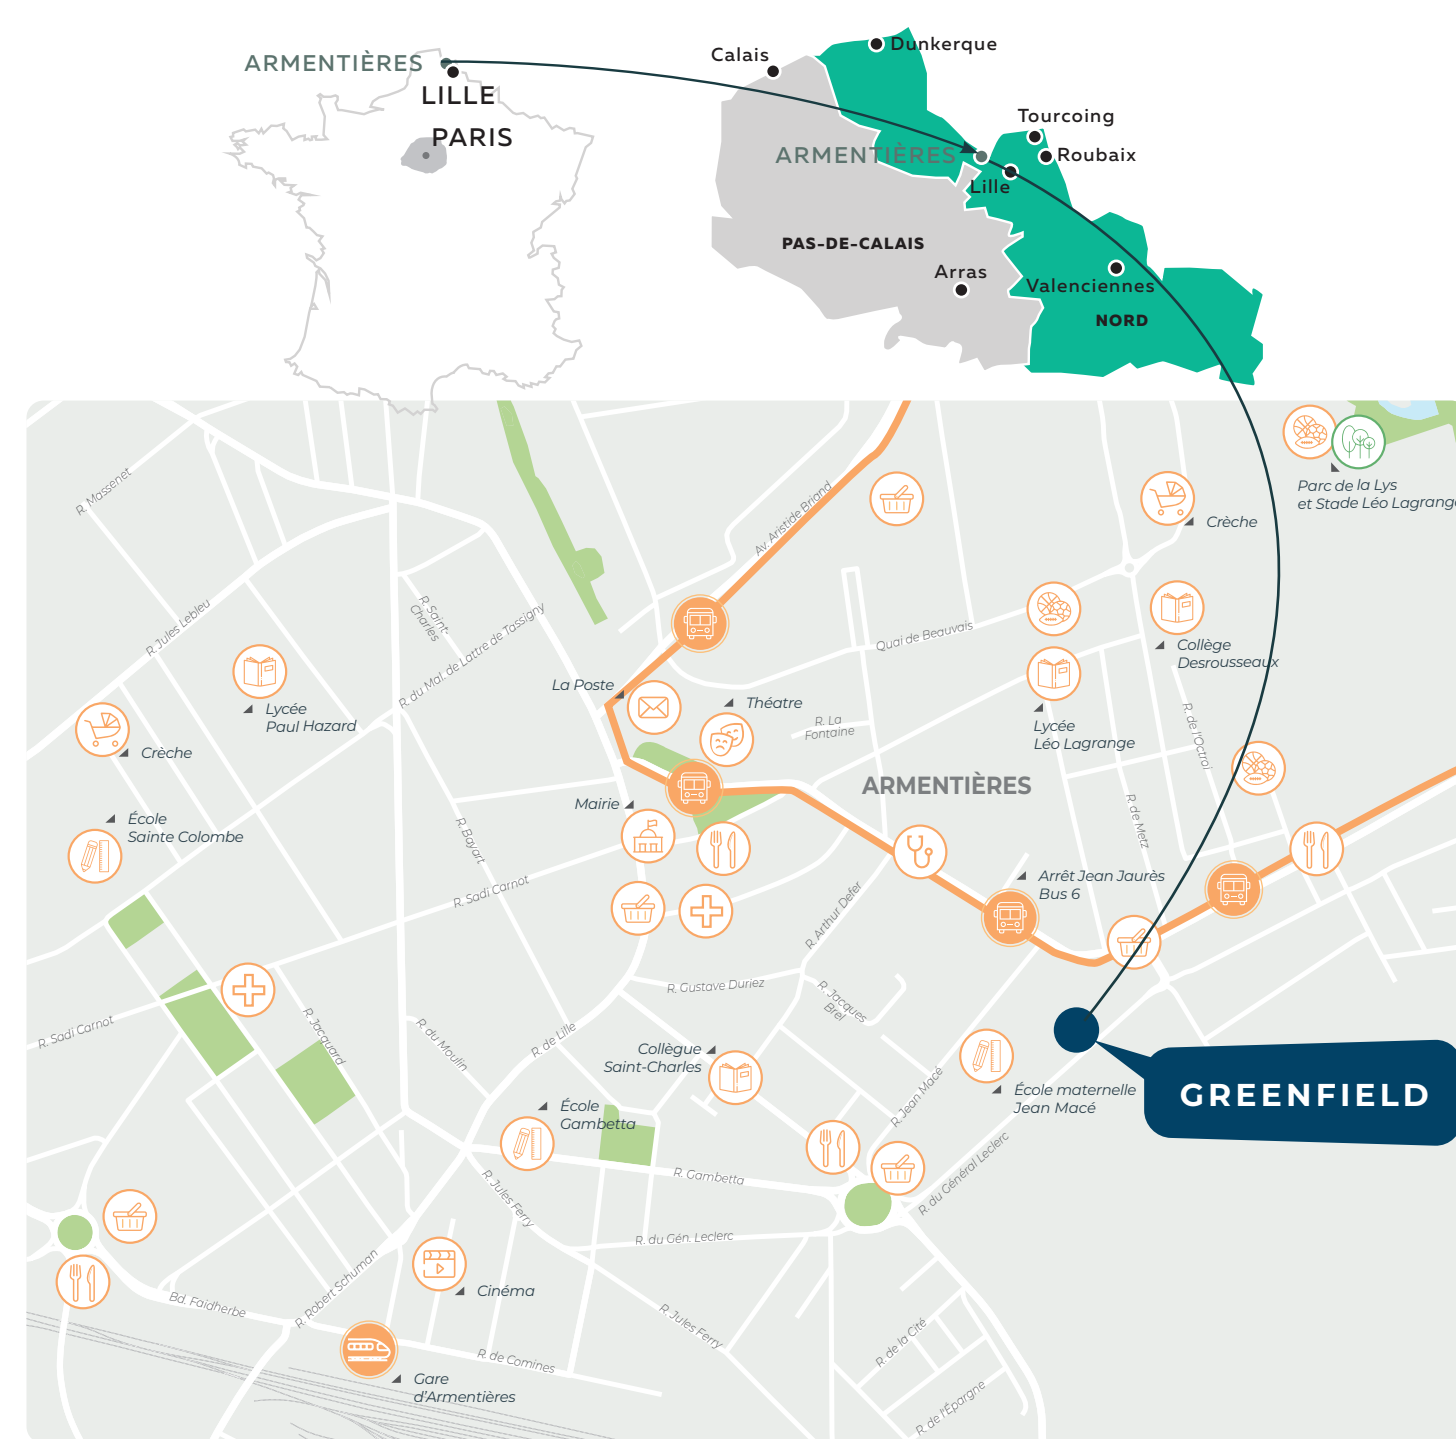 ARMENTIÈRES
LILLE
PARIS
Calais
Dunkerque
Tourcoing
ARMENTIÈRES
Roubaix
Lille
PAS-DE-CALAIS
Arras
Valenciennes
NORD
R. Massenet
Av. Aristide Briand
Parc de la Lys
et Stade Léo Lagrange
Crèche
R. Jules Lebleu
R. Saint-
Charles
R. du Mal. de Lattre de Tassigny
Quai de Beauvais
Collège
Desrousseaux
La Poste
Théatre
Lycée
Paul Hazard
R. La
Fontaine
Lycée
Léo Lagrange
R. de l'Octroi
Crèche
ARMENTIÈRES
Mairie
École
Sainte Colombe
R. Bayart
R. de Metz
R. Sadi Carnot
Arrêt Jean Jaurès
Bus 6
R. Arthur Defer
R. Gustave Duriez
R. Jacques
Brel
R. Sadi Carnot
R. Jacquard
R. du Moulin
R. de Lille
Collègue
Saint-Charles
R. Jean Macé
École maternelle
Jean Macé
GREENFIELD
École
Gambetta
R. Gambetta
R. du Général Leclerc
R. Jules Ferry
R. du Gén. Leclerc
R. Robert Schuman
Cinéma
Bd. Faidherbe
R. Jules Ferry
R. de la Cité
R. de Comines
Gare
d'Armentières
R. de l'Épargne